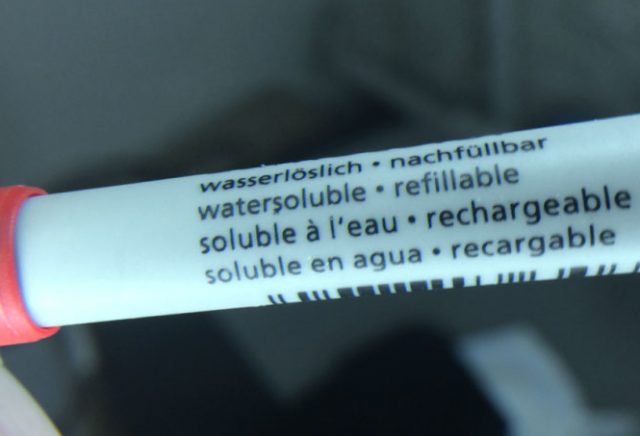 wasserlöslich • nachfüllbar
watersoluble • refillable
soluble à l'eau • rechargeable
soluble en agua • recargable